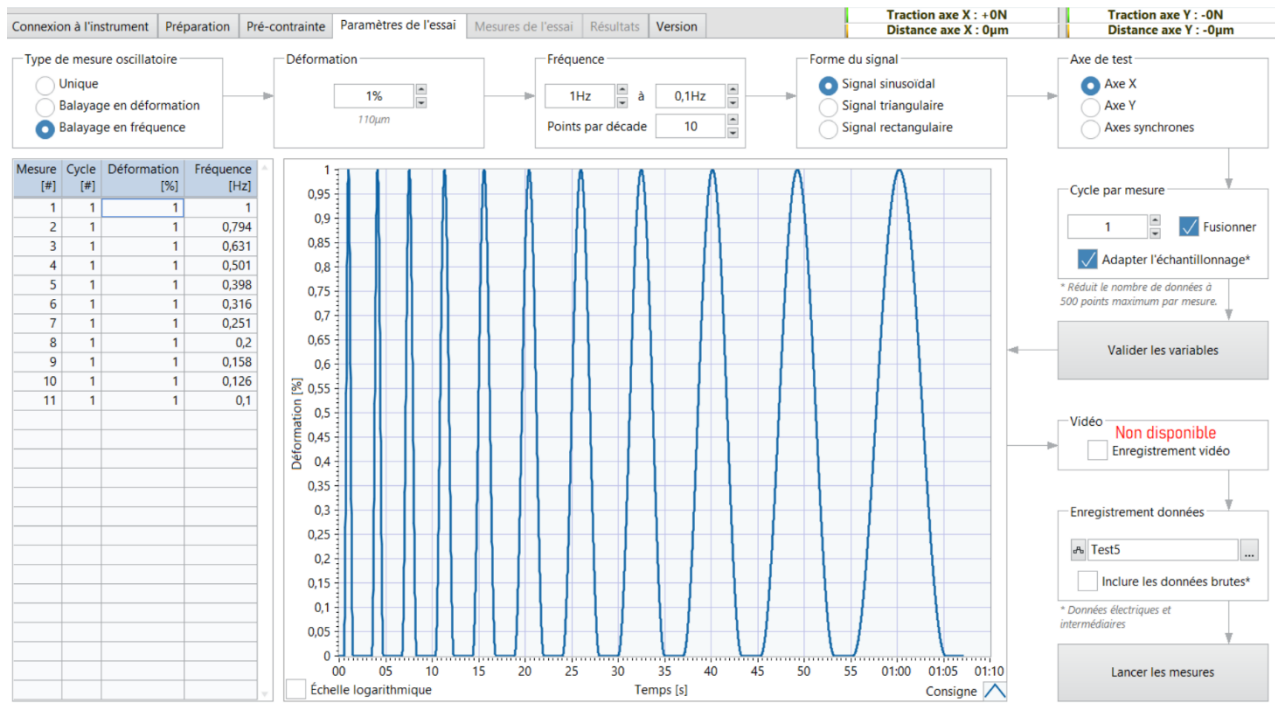 Connexion à l'instrument Préparation Pré-contrainte Paramètres de l'essai Mesures de l'essai Résultats Version
Traction axe X : +0N Traction axe Y : -0N
Distance axe X : 0µm Distance axe Y : -0µm
Type de mesure oscillatoire
Unique
Balayage en déformation
Balayage en fréquence
Déformation
1%
110µm
Fréquence
1Hz à 0,1Hz
Points par décade 10
Forme du signal
Signal sinusoïdal
Signal triangulaire
Signal rectangulaire
Axe de test
Axe X
Axe Y
Axes synchrones
Mesure Cycle Déformation Fréquence
[#] [#] [%] [Hz]
1 1 1 1
2 1 1 0,794
3 1 1 0,631
4 1 1 0,501
5 1 1 0,398
6 1 1 0,316
7 1 1 0,251
8 1 1 0,2
9 1 1 0,158
10 1 1 0,126
11 1 1 0,1
Déformation [%]
1
0,95
0,9
0,85
0,8
0,75
0,7
0,65
0,6
0,55
0,5
0,45
0,4
0,35
0,3
0,25
0,2
0,15
0,1
0,05
0
00 05 10 15 20 25 30 35 40 45 50 55 01:00 01:05 01:10
Échelle logarithmique Temps [s] Consigne
Cycle par mesure
1 Fusionner
Adapter l'échantillonnage*
* Réduit le nombre de données à
500 points maximum par mesure.
Valider les variables
Vidéo
Non disponible
Enregistrement vidéo
Enregistrement données
Test5 ...
Inclure les données brutes*
* Données électriques et
intermédiaires
Lancer les mesures